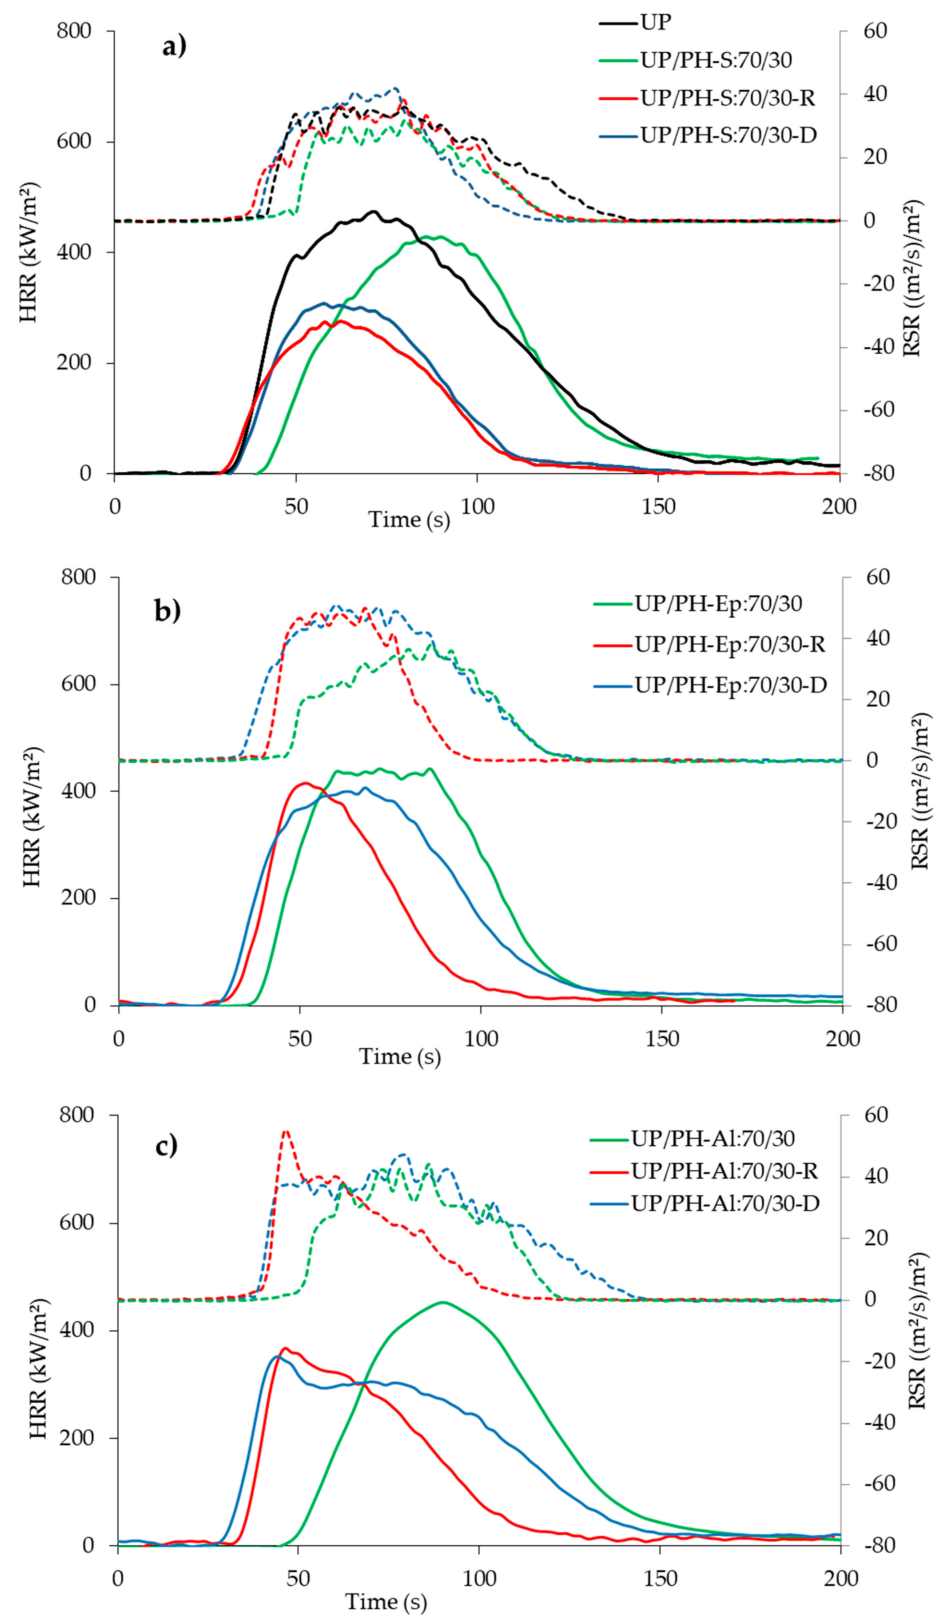 a)
UP
UP/PH-S:70/30
UP/PH-S:70/30-R
UP/PH-S:70/30-D
800
600
400
200
0
HRR (kW/m²)
60
40
20
0
-20
-40
-60
-80
RSR ((m²/s)/m²)
0 50 100 150 200
Time (s)
b)
UP/PH-Ep:70/30
UP/PH-Ep:70/30-R
UP/PH-Ep:70/30-D
800
600
400
200
0
HRR (kW/m²)
60
40
20
0
-20
-40
-60
-80
RSR ((m²/s)/m²)
0 50 100 150 200
Time (s)
c)
UP/PH-Al:70/30
UP/PH-Al:70/30-R
UP/PH-Al:70/30-D
800
600
400
200
0
HRR (kW/m²)
60
40
20
0
-20
-40
-60
-80
RSR ((m²/s)/m²)
0 50 100 150 200
Time (s)